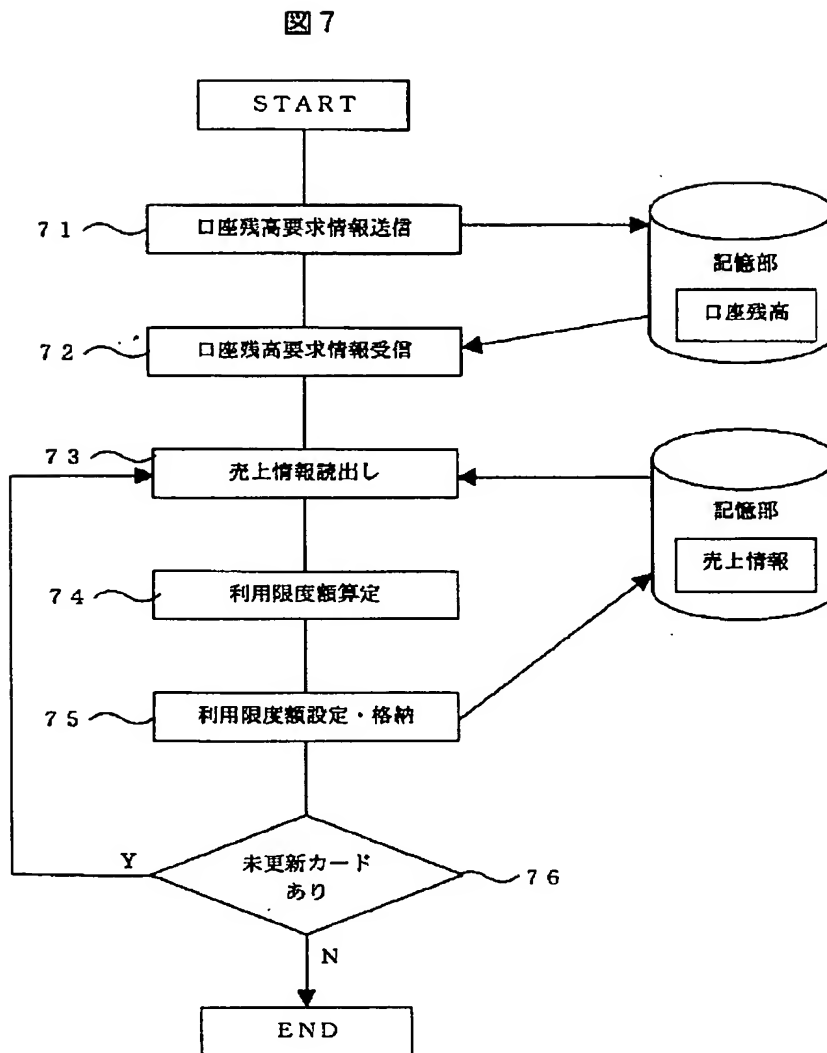 図7
START
71
口座残高要求情報送信
記憶部
口座残高
72
口座残高要求情報受信
73
売上情報読出し
記憶部
売上情報
74
利用限度額算定
75
利用限度額設定・格納
Y
未更新カード
あり
76
N
END